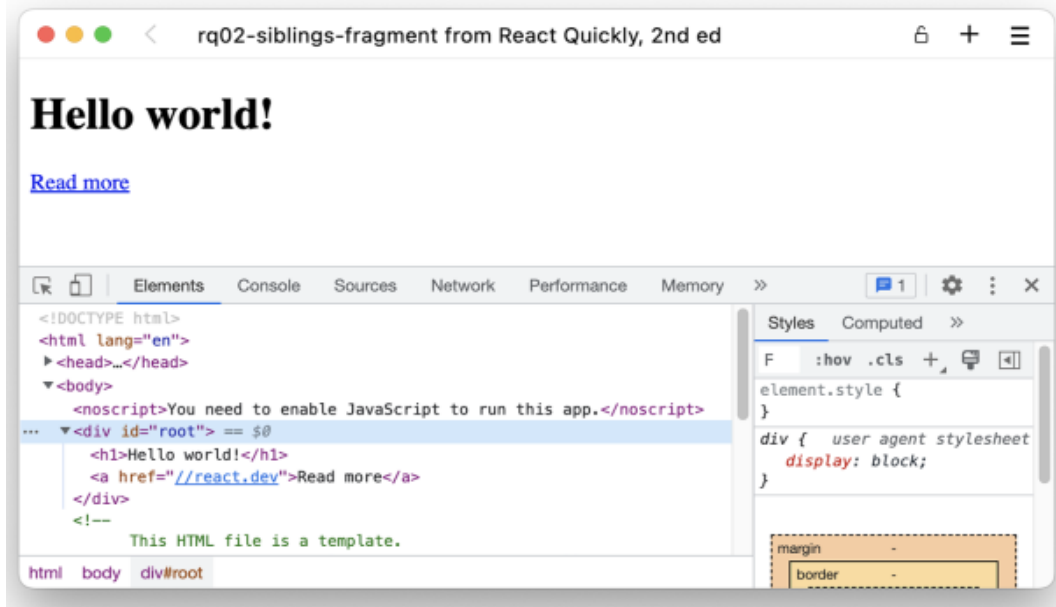 rq02-siblings-fragment from React Quickly, 2nd ed
Hello world!
Read more
Elements Console Sources Network Performance Memory » 1
<!DOCTYPE html>
<html lang="en">
<head>…</head>
<body>
<noscript>You need to enable JavaScript to run this app.</noscript>
… <div id="root"> == $0
<h1>Hello world!</h1>
<a href="//react.dev">Read more</a>
</div>
<!--
This HTML file is a template.
html body div#root
Styles Computed »
F :hov .cls +
element.style {
}
div { user agent stylesheet
display: block;
}
margin -
border -